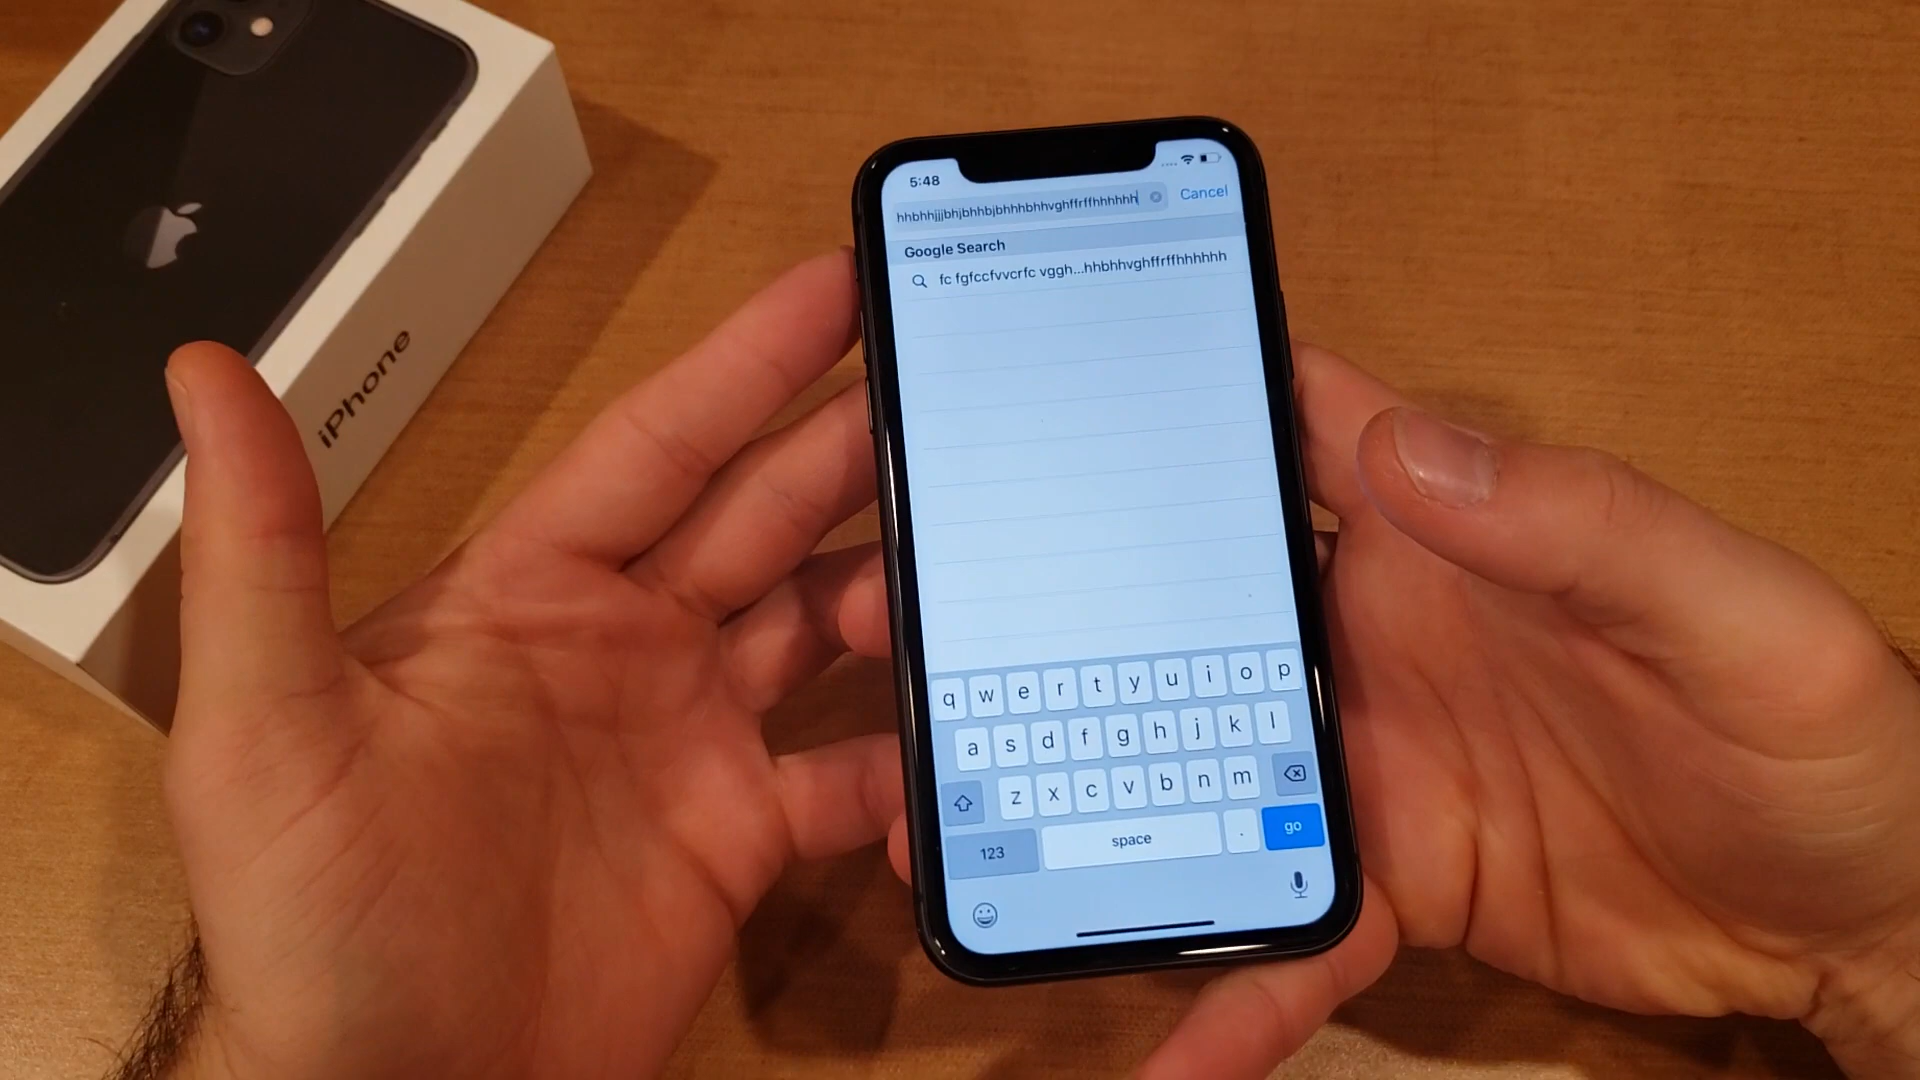 iPhone
5:48
hhbhhjjjbhjbhhbjbhhhbhhvghffrffhhhhhh
Cancel
Google Search
fc fgfccfvvcrfc vggh...hhbhhvghffrffhhhhhh
q w e r t y u i o p
a s d f g h j k l
z x c v b n m
123 space . go